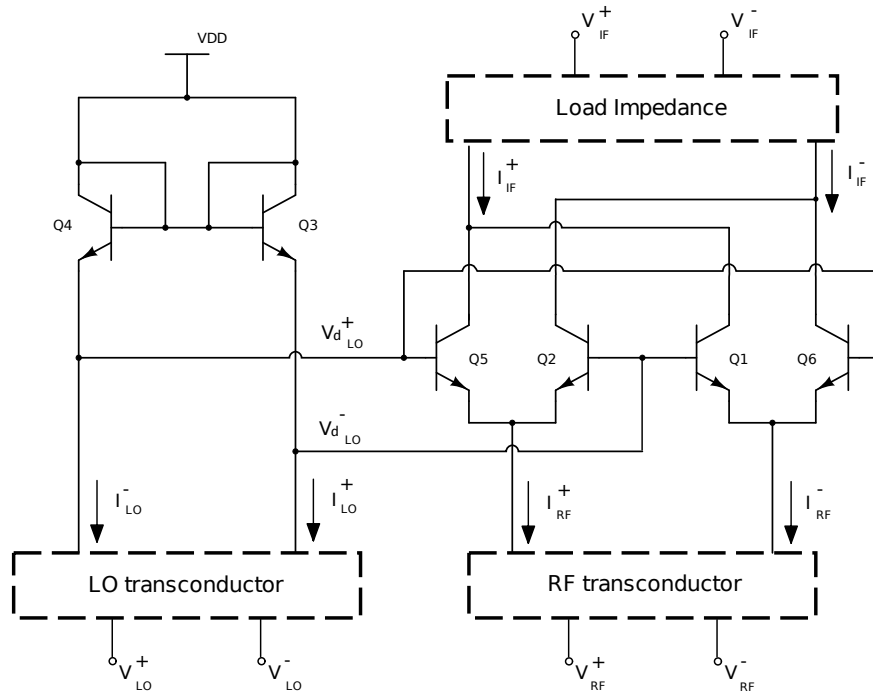 V+IF
V-IF
VDD
Load Impedance
I+IF
I-IF
Q4
Q3
Vd+LO
Q5
Q2
Q1
Q6
Vd-LO
I-LO
I+LO
I+RF
I-RF
LO transconductor
RF transconductor
V+LO
V-LO
V+RF
V-RF